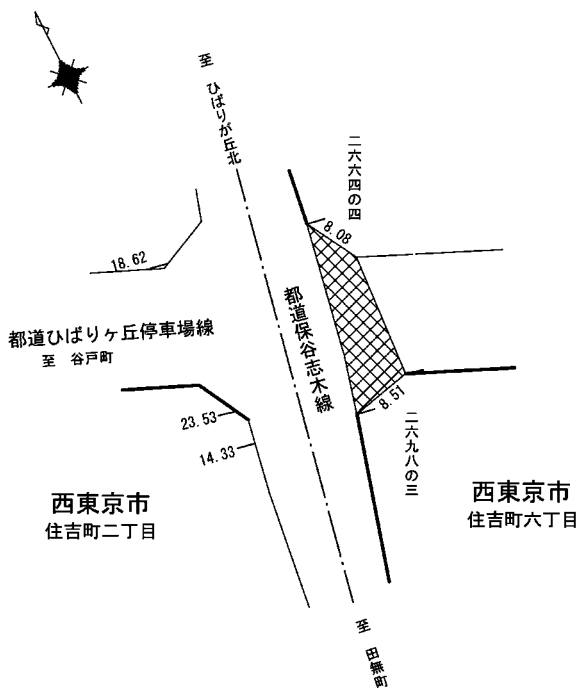 至 ひばりが丘北
二六六四の四
8.08
18.62
都道ひばりヶ丘停車場線
至 谷戸町
都道保谷志木線
8.51
二六九八の三
23.53
14.33
西東京市
住吉町二丁目
西東京市
住吉町六丁目
至 田無町